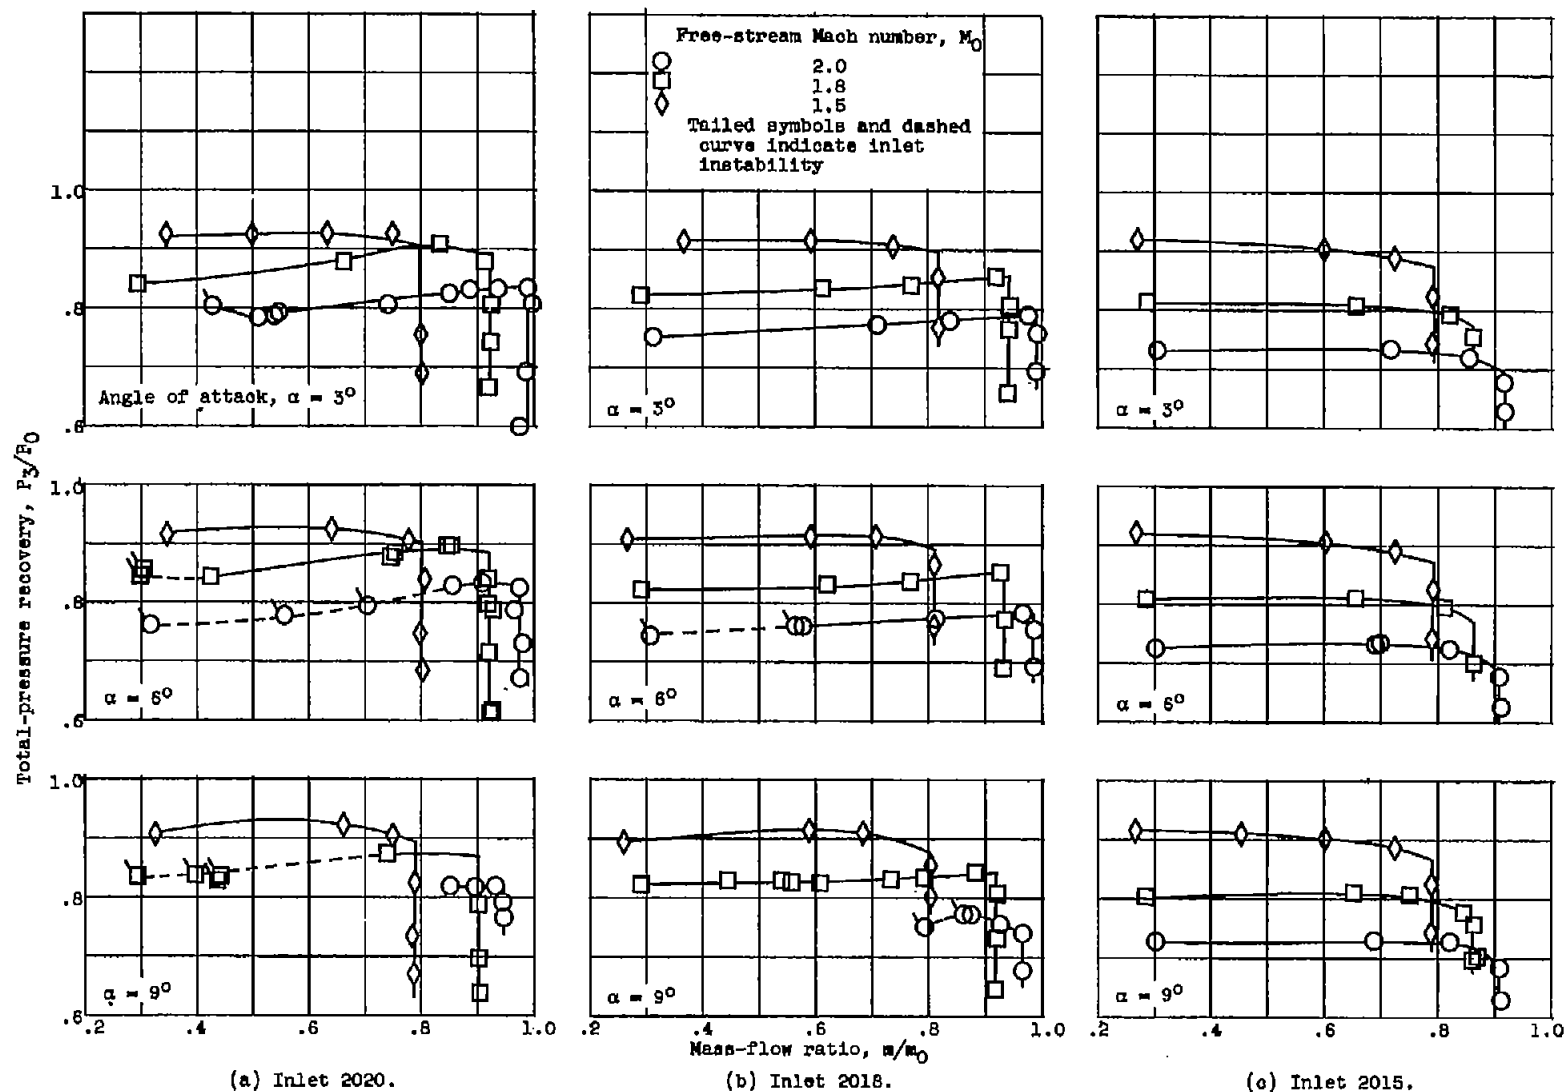 Free-stream Mach number, M0
2.0
1.8
1.5
Tailed symbols and dashed
curve indicate inlet
instability
1.0
.8
.6
Angle of attack, α = 3°
α = 3°
α = 3°
Total-pressure recovery, P3/P0
1.0
.8
.6
α = 6°
α = 6°
α = 6°
1.0
.8
.6
α = 9°
α = 9°
α = 9°
.2 .4 .6 .8 1.0
.2 .4 .6 .8 1.0
.2 .4 .6 .8 1.0
Mass-flow ratio, m/m0
(a) Inlet 2020.
(b) Inlet 2018.
(c) Inlet 2015.